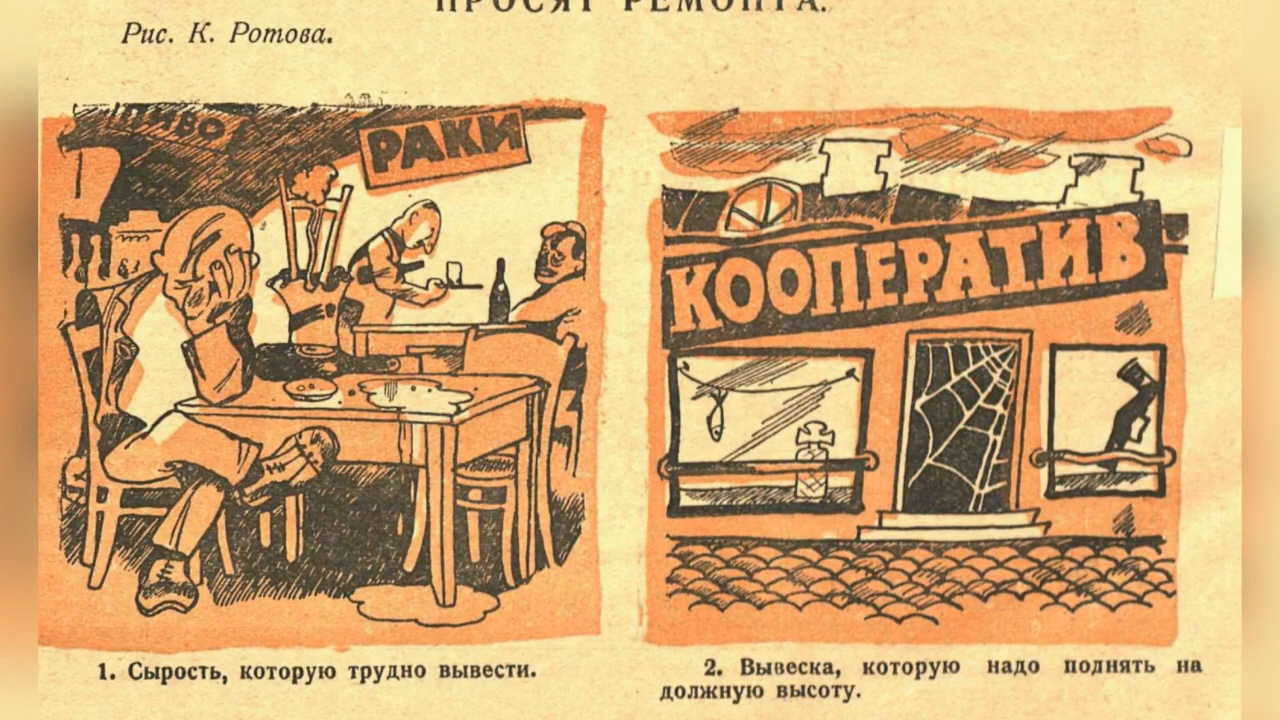 ПРОСЯТ РЕМОНТА.
Рис. К. Ротова.
ПИВО
РАКИ
КООПЕРАТИВ
1. Сырость, которую трудно вывести.
2. Вывеска, которую надо поднять на
должную высоту.